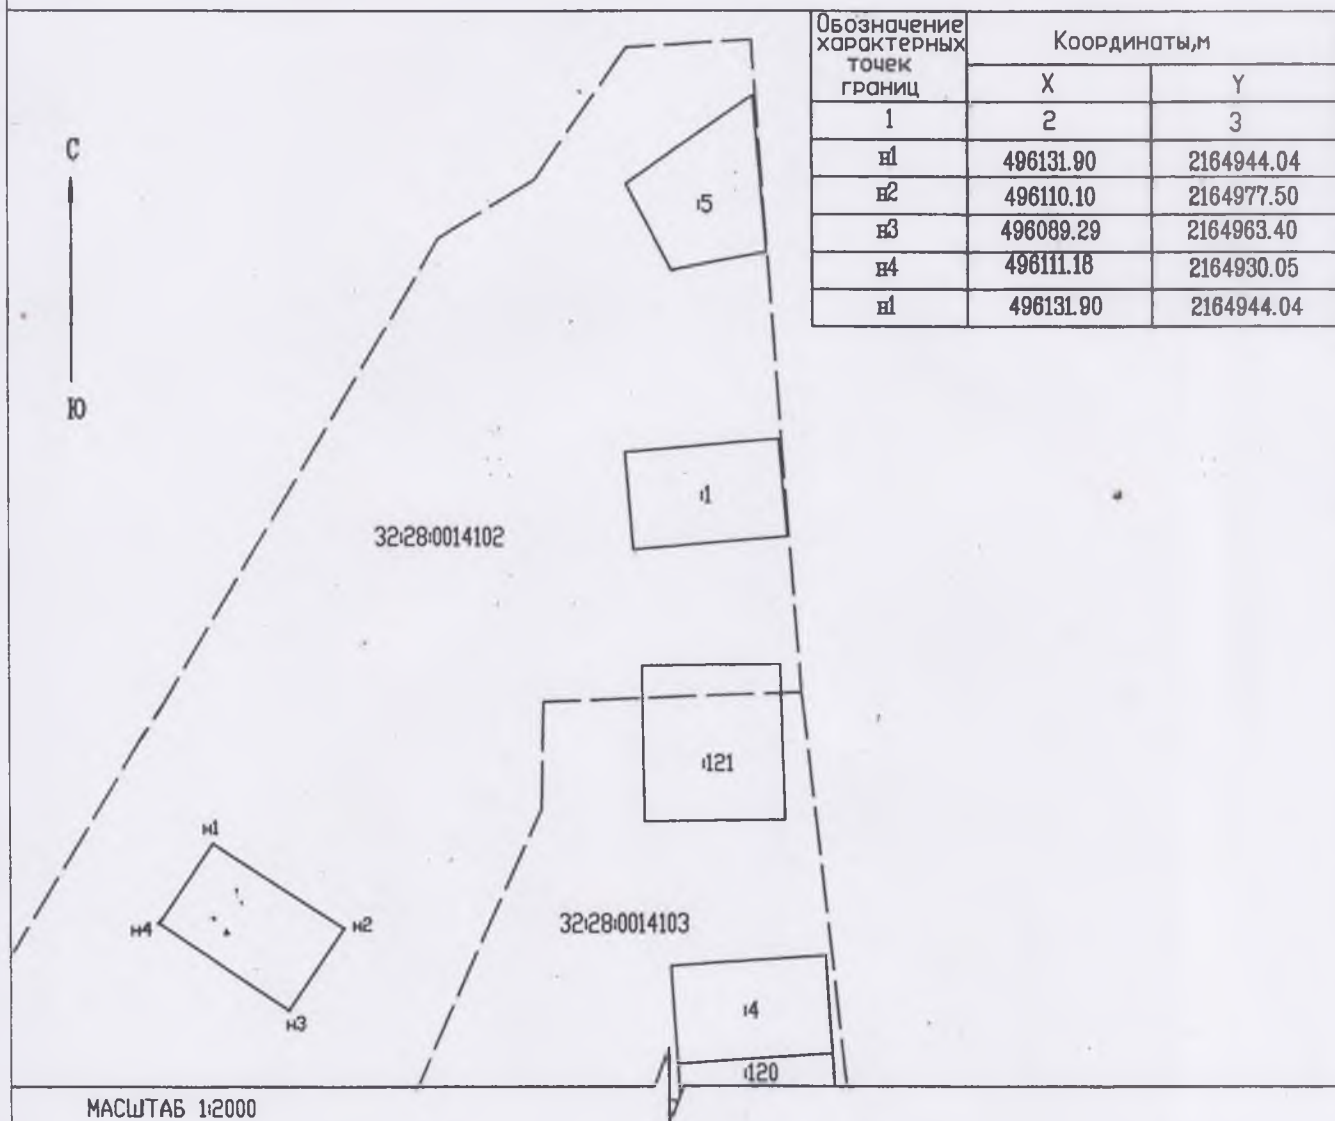 Обозначение
характерных
точек
границ
Координаты,м
X
Y
1
2
3
н1
496131.90
2164944.04
н2
496110.10
2164977.50
н3
496089.29
2164963.40
н4
496111.18
2164930.05
н1
496131.90
2164944.04
С
Ю
:5
:1
32:28:0014102
:121
н1
н2
н4
н3
32:28:0014103
:4
:120
МАСШТАБ 1:2000